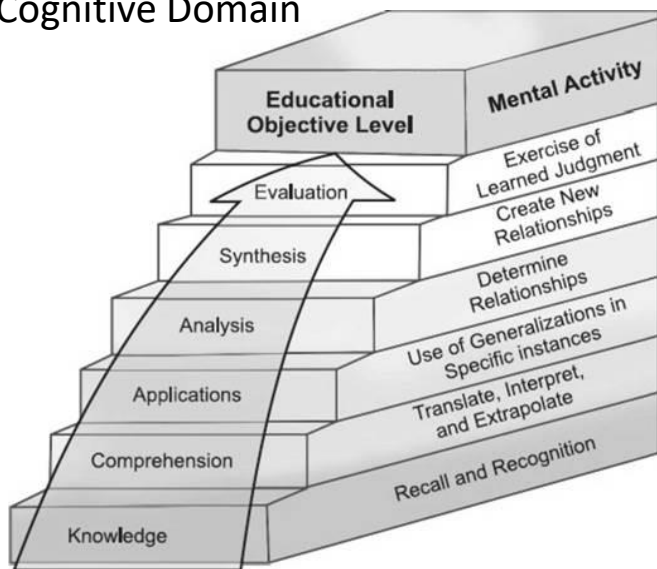 Cognitive Domain
Educational
Objective Level
Mental Activity
Evaluation
Exercise of
Learned Judgment
Synthesis
Create New
Relationships
Analysis
Determine
Relationships
Applications
Use of Generalizations in
Specific instances
Comprehension
Translate, Interpret,
and Extrapolate
Knowledge
Recall and Recognition